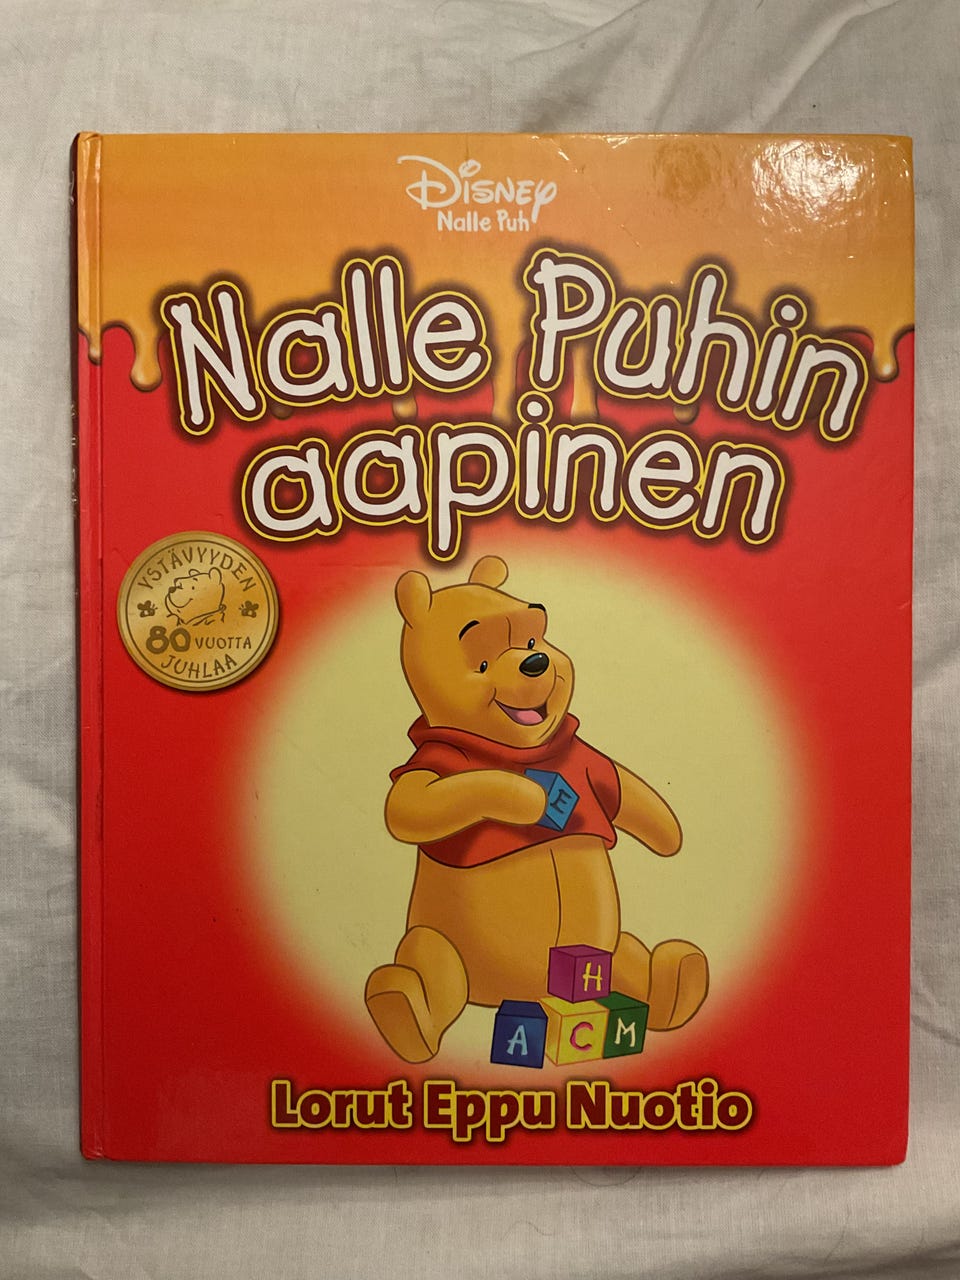 Disney
Nalle Puh
Nalle Puhin
aapinen
YSTÄVYYDEN
80 VUOTTA
JUHLAA
E
H
A C M
Lorut Eppu Nuotio